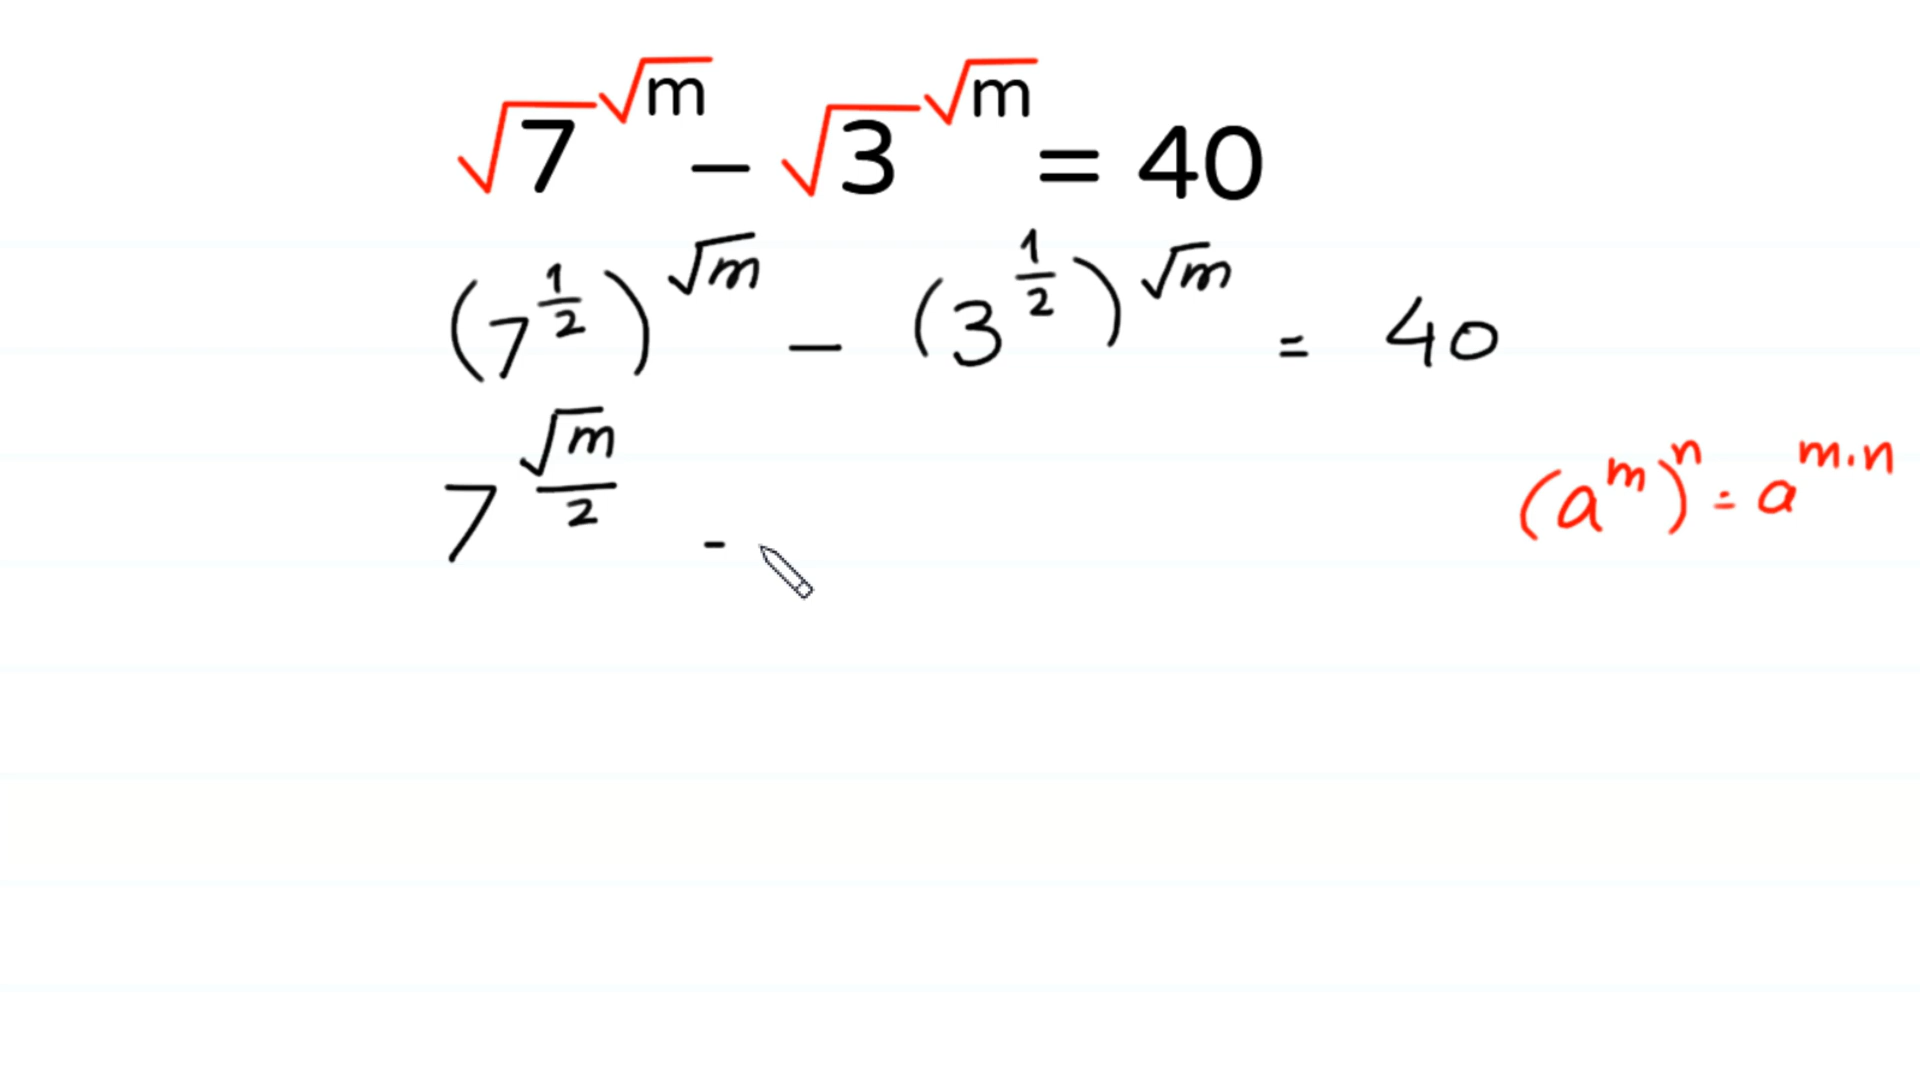 √7^√m − √3^√m = 40
(7^(1/2))^√m − (3^(1/2))^√m = 40
7^(√m/2) -
(a^m)^n = a^(m·n)